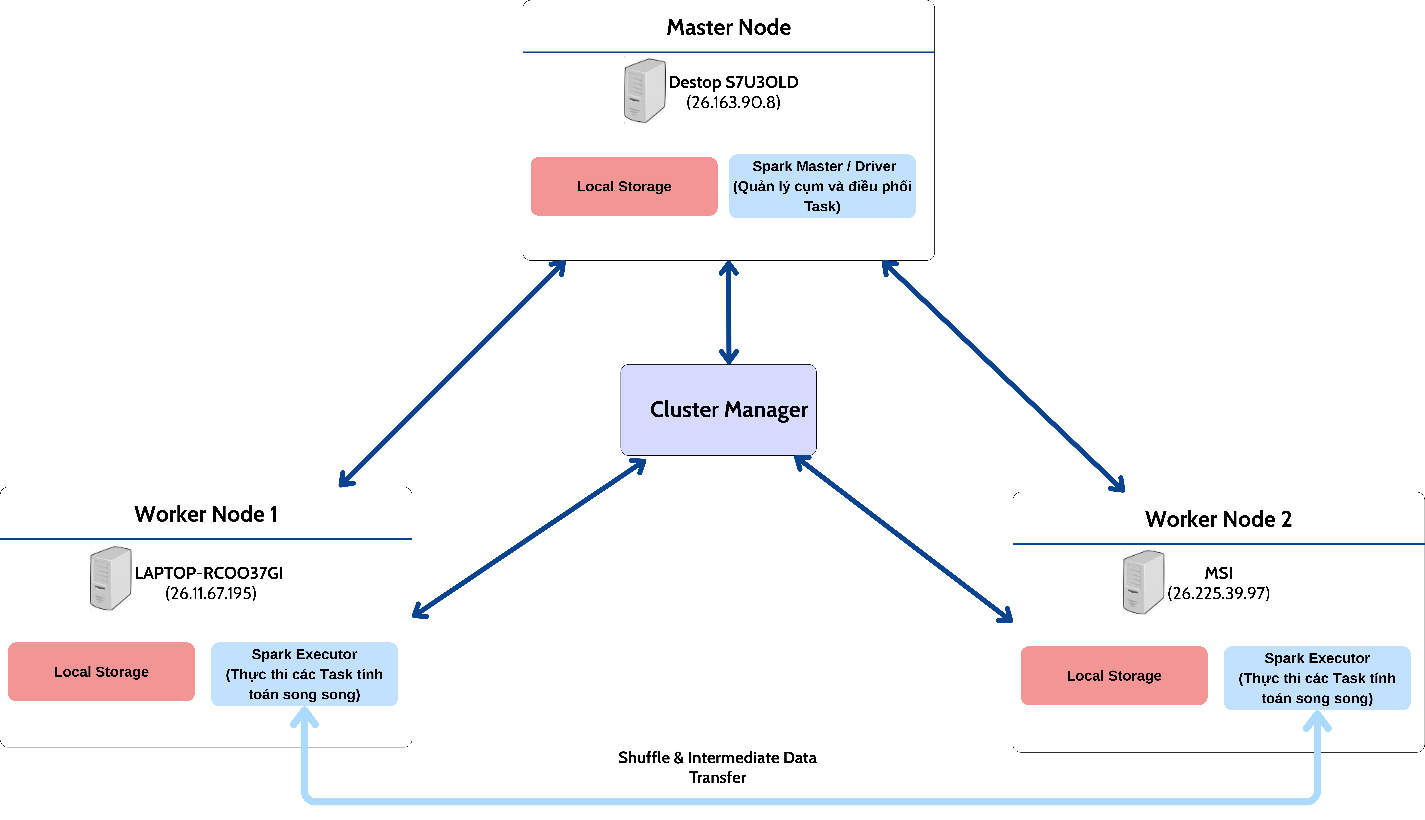 Master Node
Destop S7U3OLD
(26.163.90.8)
Local Storage
Spark Master / Driver
(Quản lý cụm và điều phối
Task)
Cluster Manager
Worker Node 1
LAPTOP-RCOO37GI
(26.11.67.195)
Local Storage
Spark Executor
(Thực thi các Task tính
toán song song)
Worker Node 2
MSI
(26.225.39.97)
Local Storage
Spark Executor
(Thực thi các Task tính
toán song song)
Shuffle & Intermediate Data
Transfer